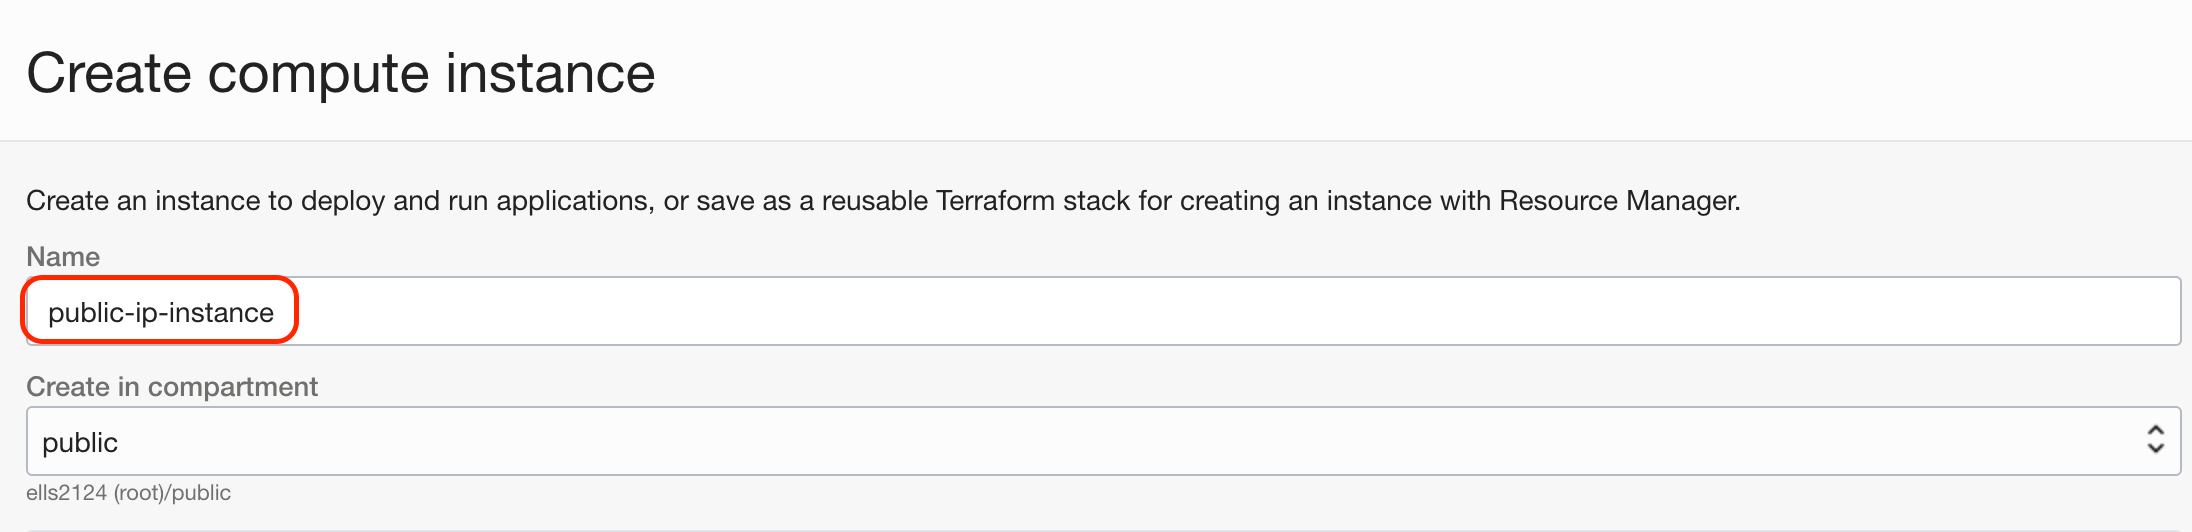 Create compute instance
Create an instance to deploy and run applications, or save as a reusable Terraform stack for creating an instance with Resource Manager.
Name
public-ip-instance
Create in compartment
public
ells2124 (root)/public